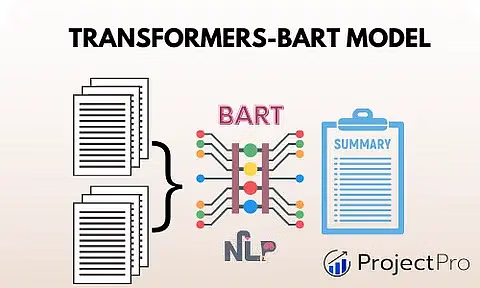 TRANSFORMERS-BART MODEL
BART
SUMMARY
NLP
ProjectPro